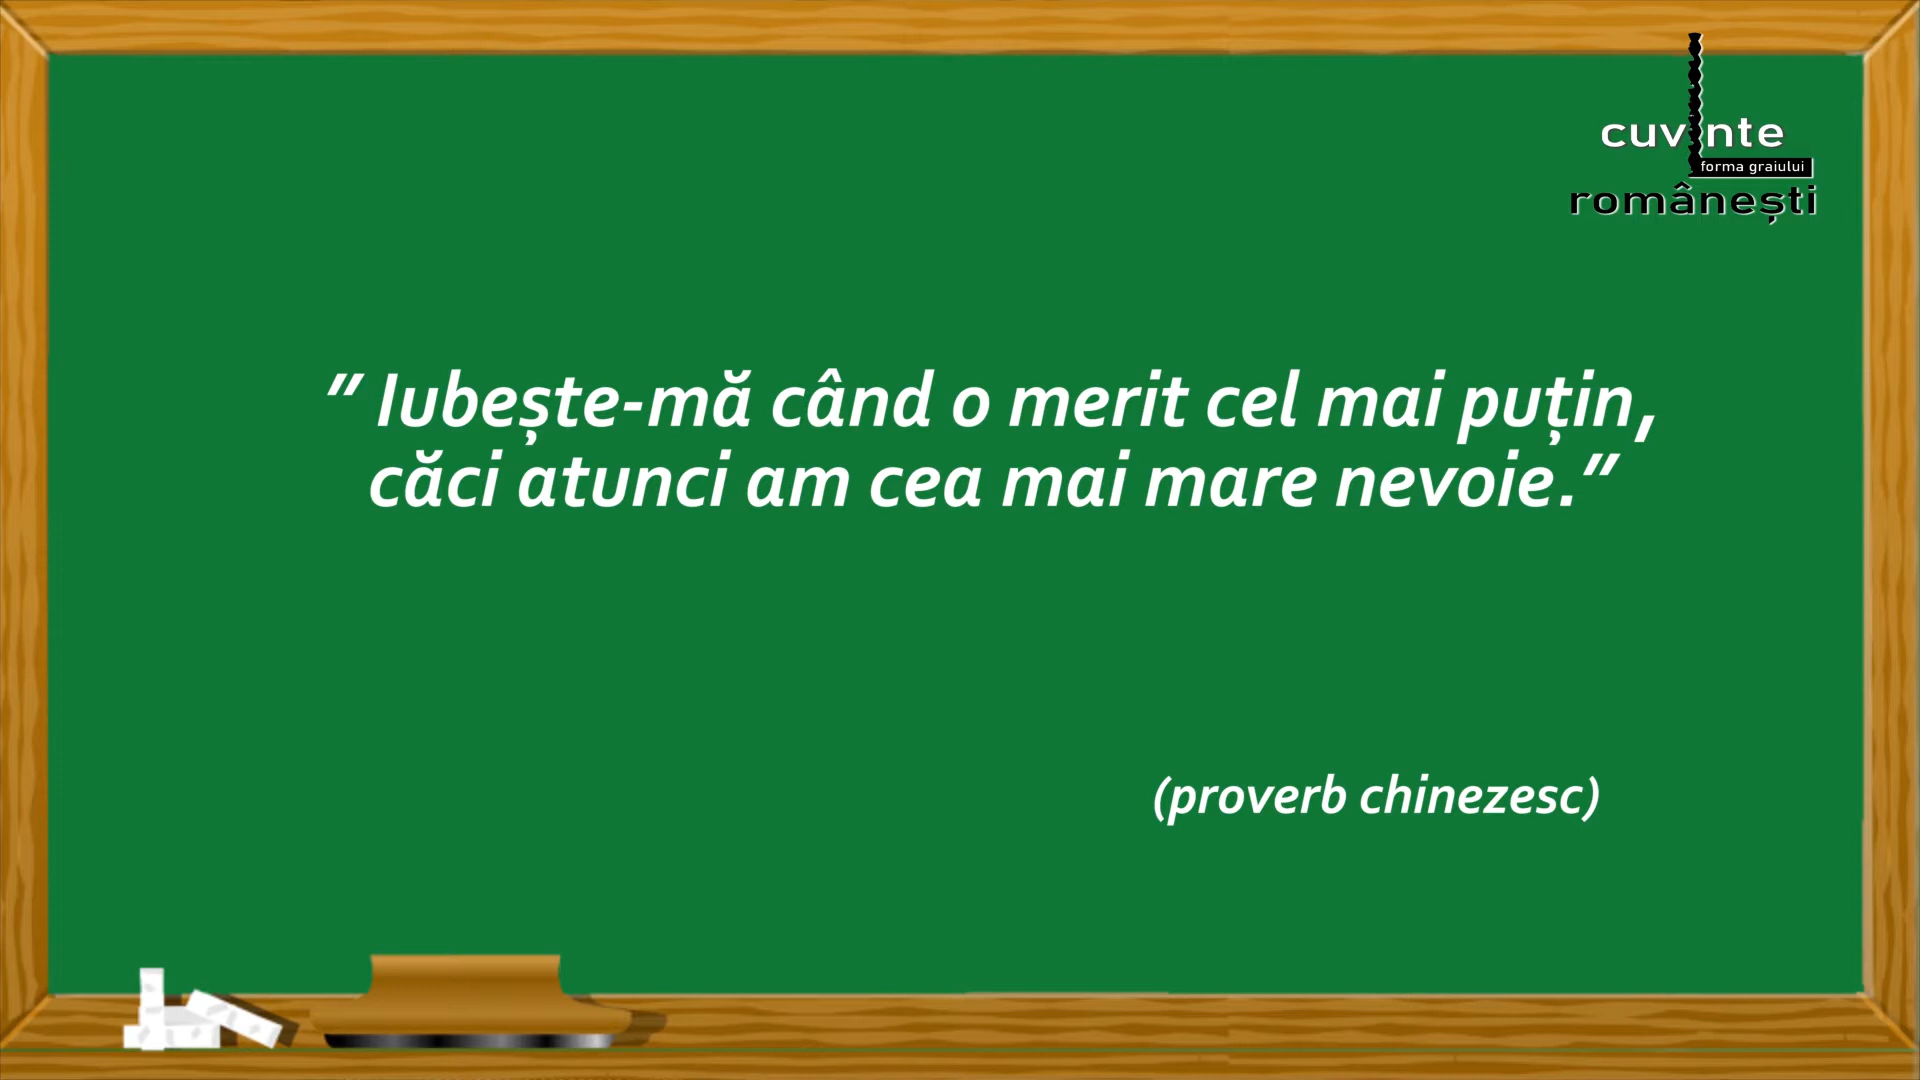 cuvinte
forma graiului
românești
” Iubește-mă când o merit cel mai puțin,
căci atunci am cea mai mare nevoie.”
(proverb chinezesc)